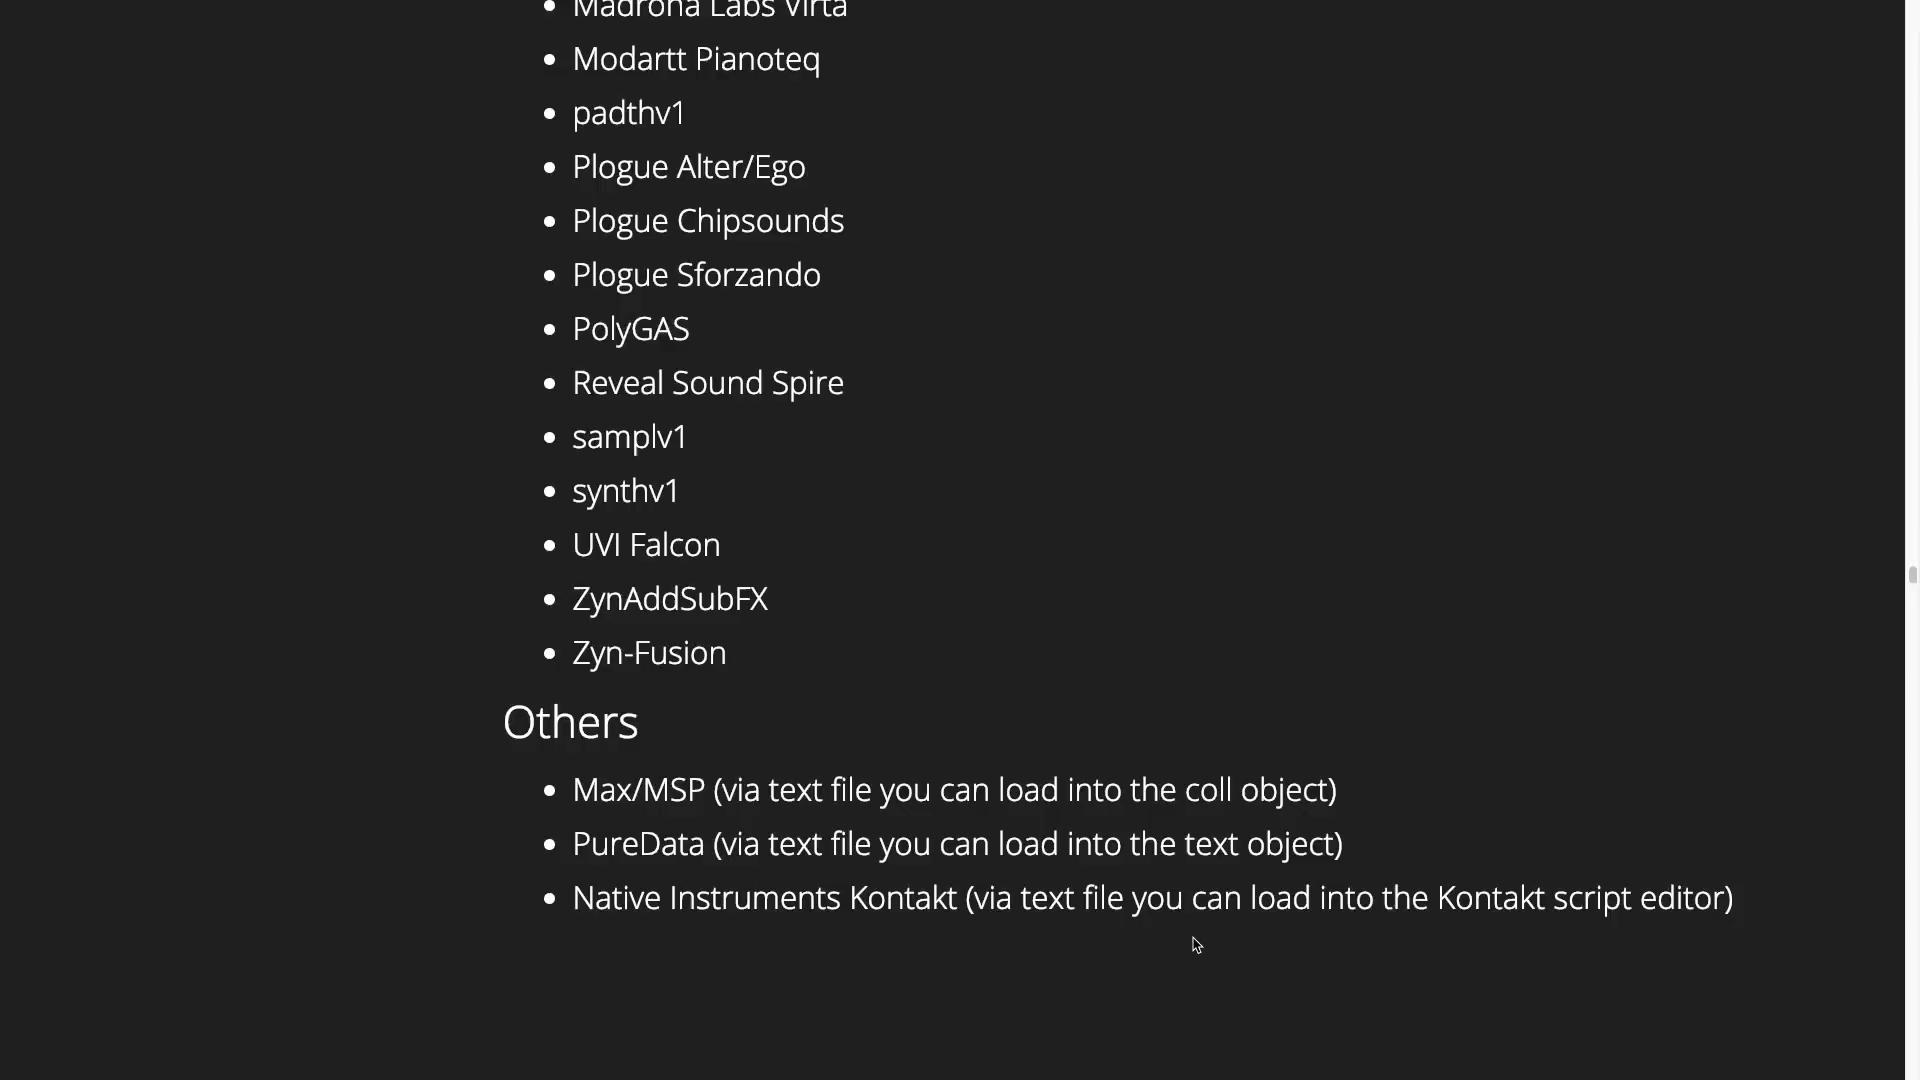 Madrona Labs Virta
Modartt Pianoteq
padthv1
Plogue Alter/Ego
Plogue Chipsounds
Plogue Sforzando
PolyGAS
Reveal Sound Spire
samplv1
synthv1
UVI Falcon
ZynAddSubFX
Zyn-Fusion
Others
Max/MSP (via text file you can load into the coll object)
PureData (via text file you can load into the text object)
Native Instruments Kontakt (via text file you can load into the Kontakt script editor)